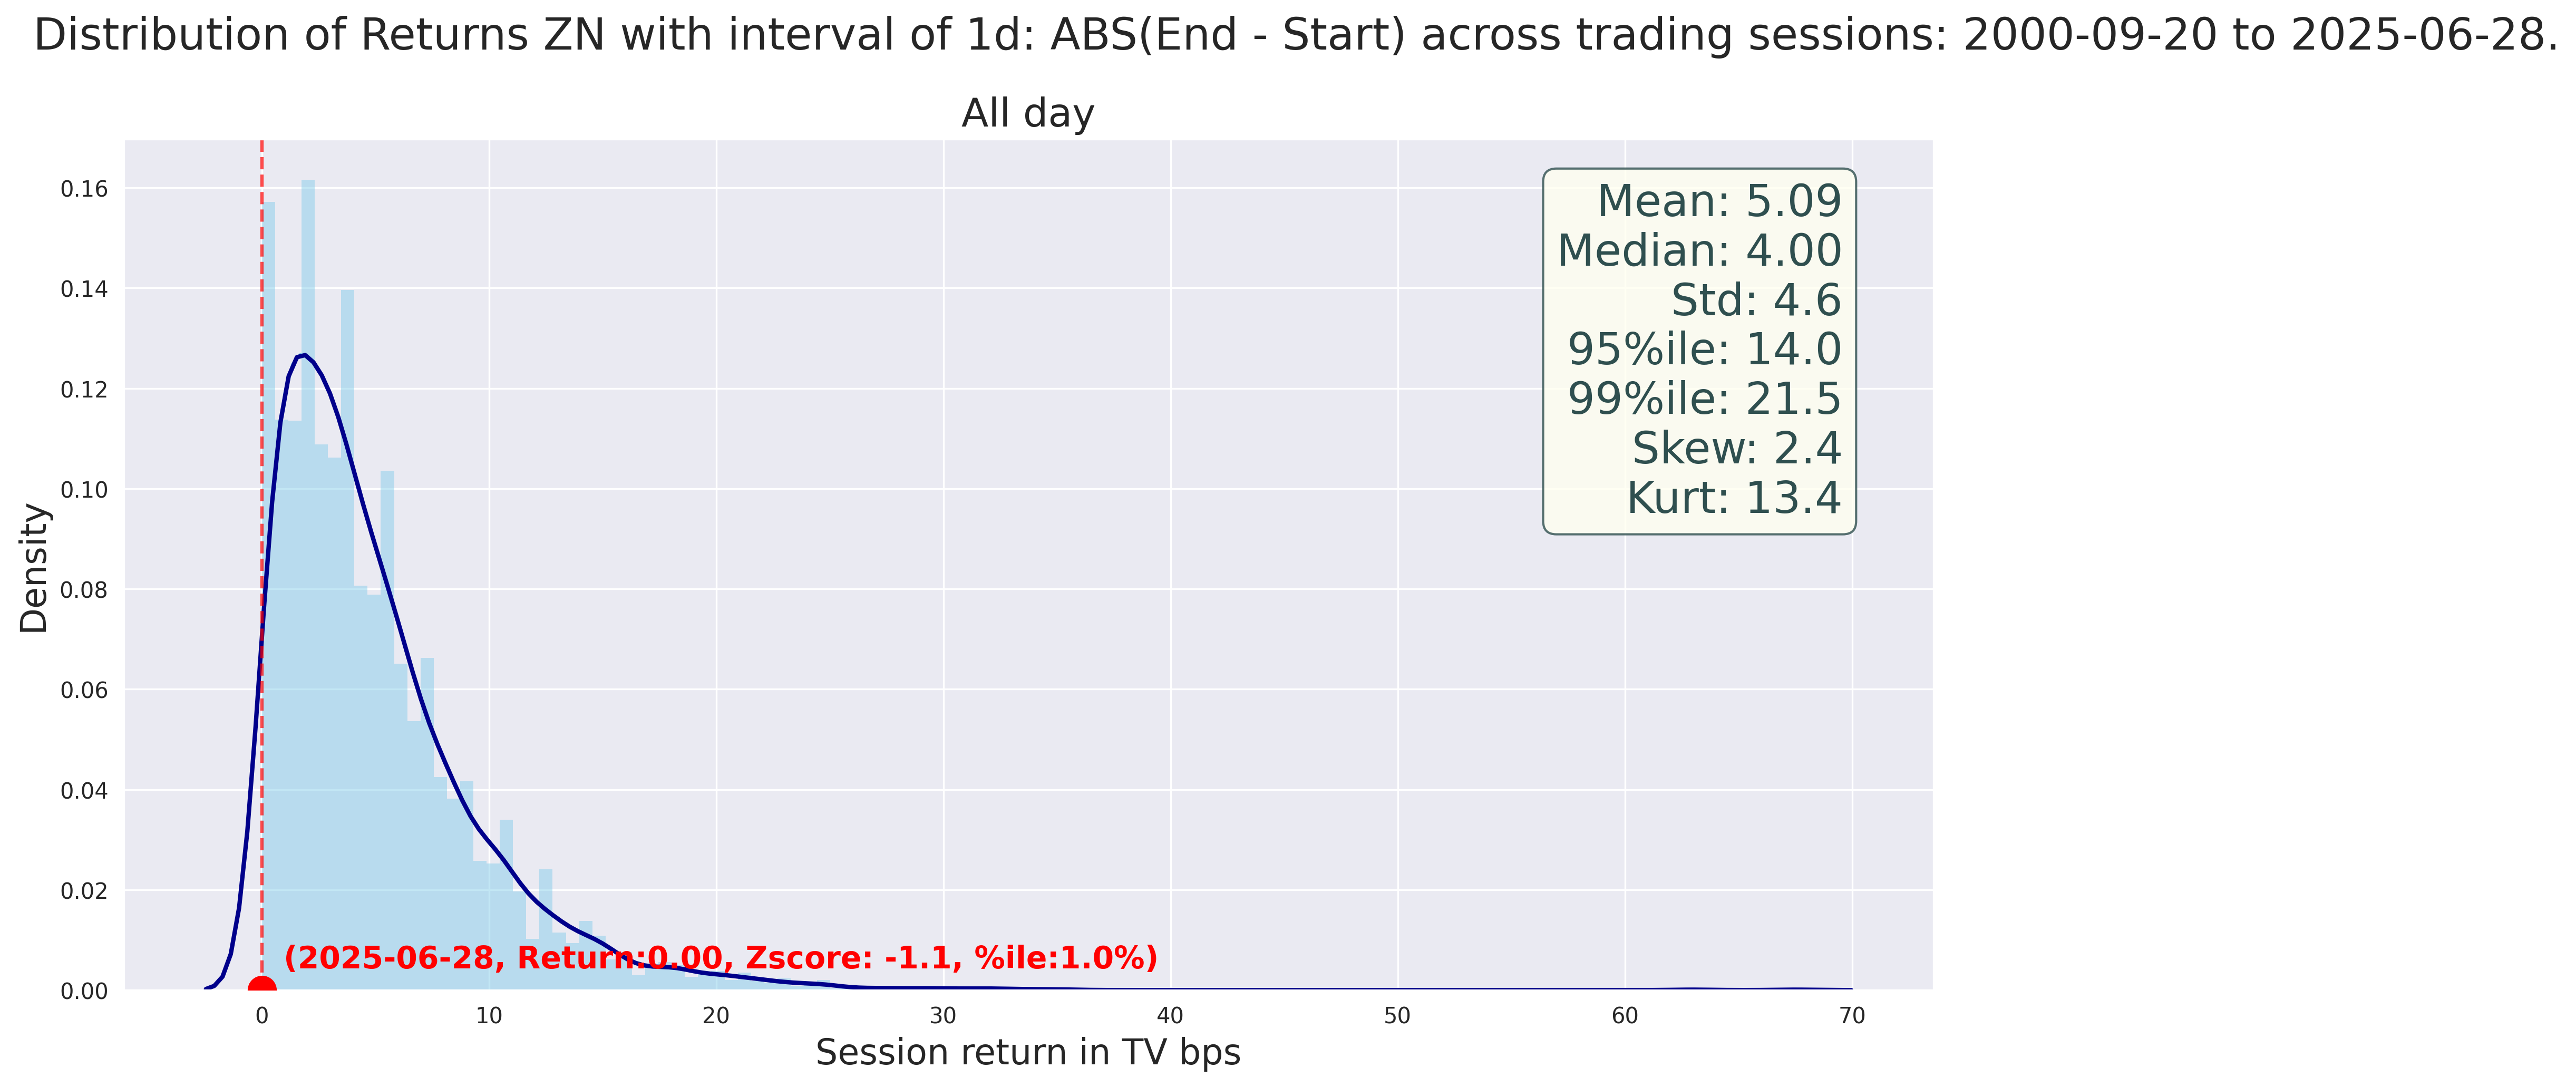 Distribution of Returns ZN with interval of 1d: ABS(End - Start) across trading sessions: 2000-09-20 to 2025-06-28.
All day
Mean: 5.09
Median: 4.00
Std: 4.6
95%ile: 14.0
99%ile: 21.5
Skew: 2.4
Kurt: 13.4
Density
0.16
0.14
0.12
0.10
0.08
0.06
0.04
0.02
0.00
(2025-06-28, Return:0.00, Zscore: -1.1, %ile:1.0%)
0 10 20 30 40 50 60 70
Session return in TV bps